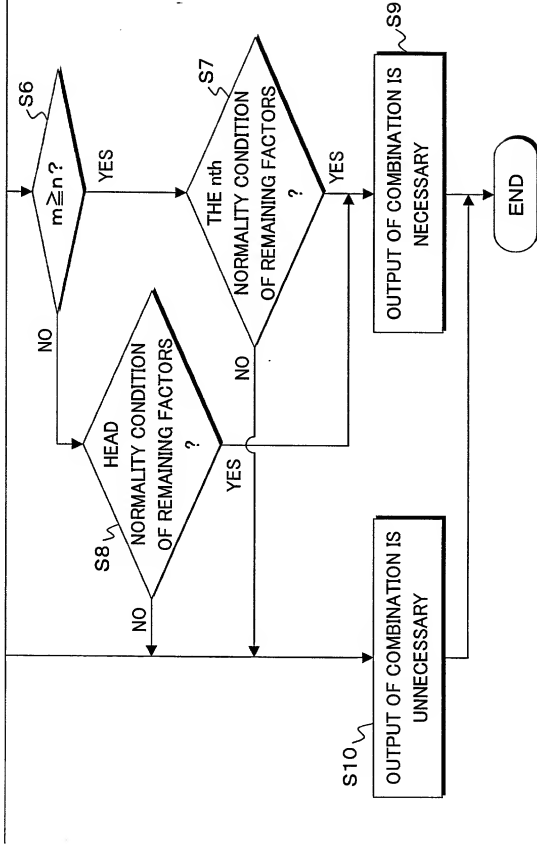 S6
m≧n?
YES
NO
S7
THE nth
NORMALITY CONDITION
OF REMAINING FACTORS
?
YES
NO
S8
HEAD
NORMALITY CONDITION
OF REMAINING FACTORS
?
YES
NO
S9
OUTPUT OF COMBINATION IS
NECESSARY
S10
OUTPUT OF COMBINATION IS
UNNECESSARY
END